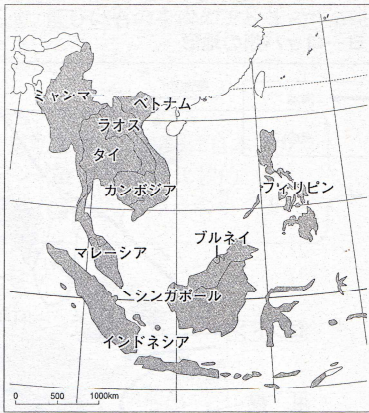 ミャンマー
ベトナム
ラオス
タイ
カンボジア
フィリピン
ブルネイ
マレーシア
シンガポール
インドネシア
0 500 1000km